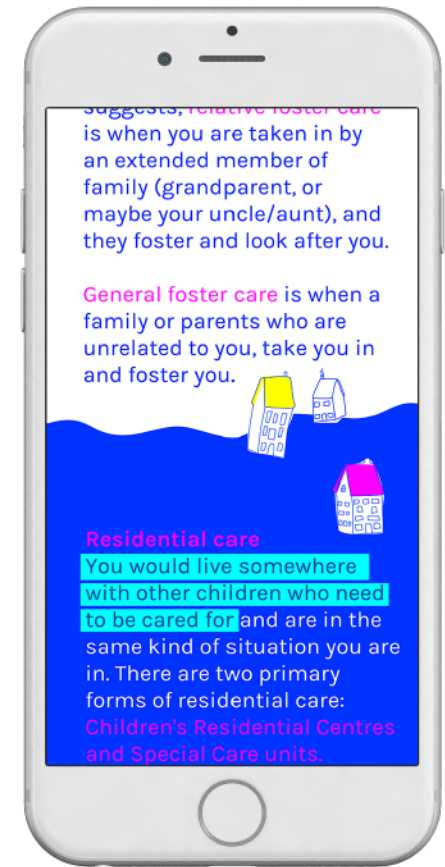 suggests, relative foster care
is when you are taken in by
an extended member of
family (grandparent, or
maybe your uncle/aunt), and
they foster and look after you.
General foster care is when a
family or parents who are
unrelated to you, take you in
and foster you.
Residential care
You would live somewhere
with other children who need
to be cared for and are in the
same kind of situation you are
in. There are two primary
forms of residential care:
Children's Residential Centres
and Special Care units.